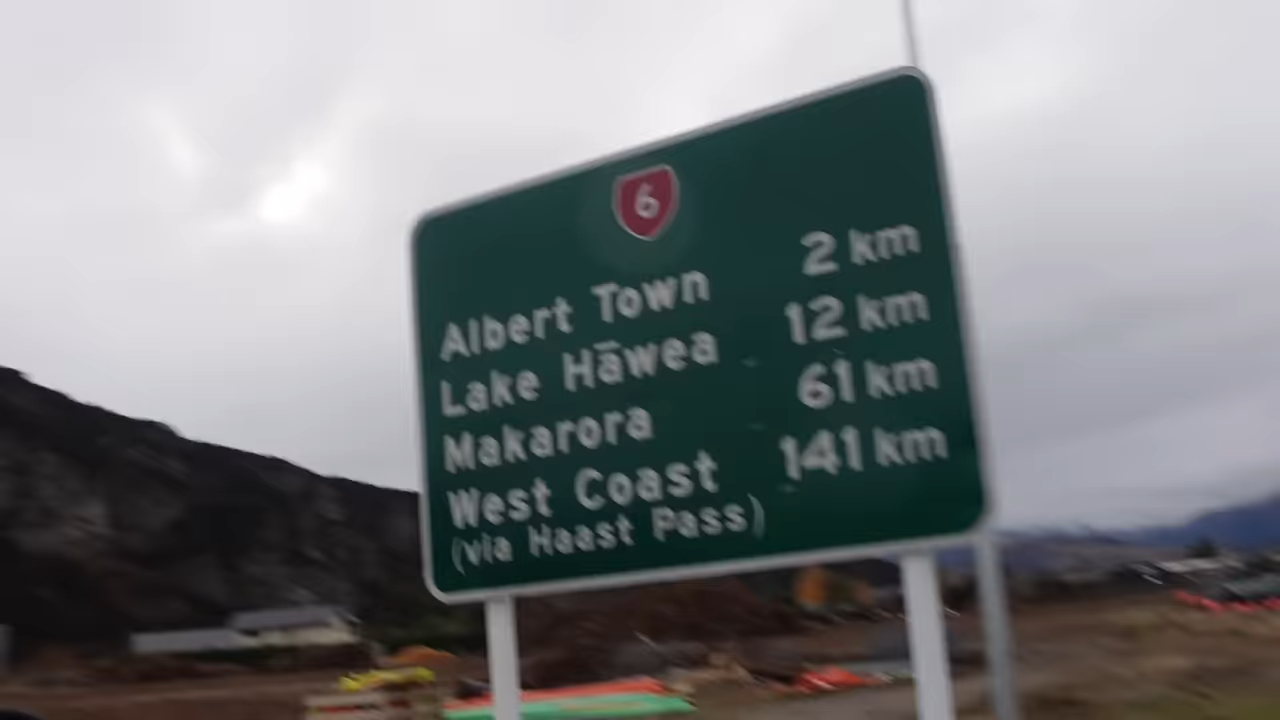 6
Albert Town 2 km
Lake Hāwea 12 km
Makarora 61 km
West Coast 141 km
(via Haast Pass)